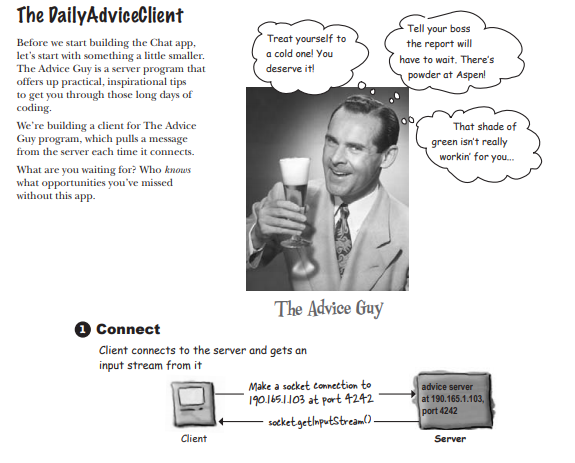 The DailyAdviceClient
Before we start building the Chat app,
let's start with something a little smaller.
The Advice Guy is a server program that
offers up practical, inspirational tips
to get you through those long days of
coding.
We're building a client for The Advice
Guy program, which pulls a message
from the server each time it connects.
What are you waiting for? Who knows
what opportunities you've missed
without this app.
Treat yourself to
a cold one! You
deserve it!
Tell your boss
the report will
have to wait. There's
powder at Aspen!
That shade of
green isn't really
workin' for you...
The Advice Guy
1 Connect
Client connects to the server and gets an
input stream from it
Make a socket connection to
190.165.1.103 at port 4242
socket.getInputStream()
Client
advice server
at 190.165.1.103,
port 4242
Server